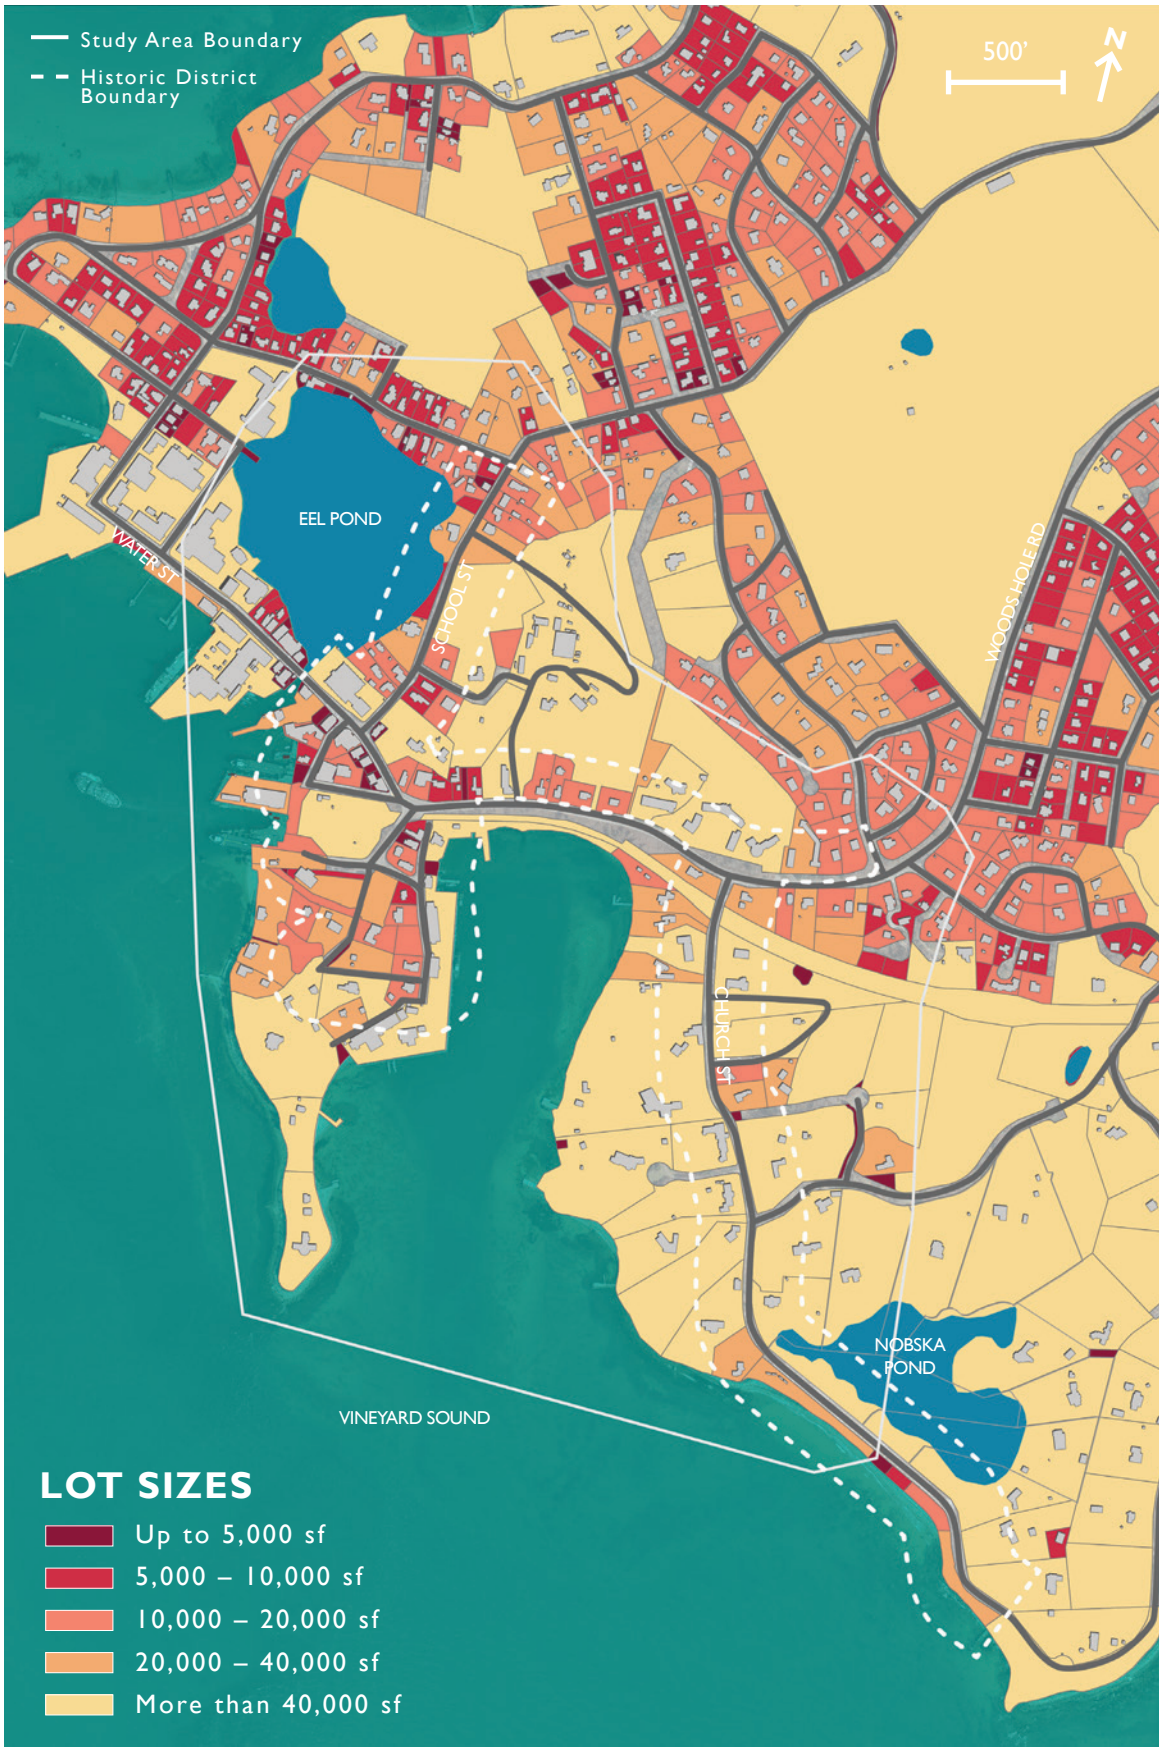 Study Area Boundary
Historic District
Boundary
500'
N
EEL POND
WATER ST
SCHOOL ST
WOODS HOLE RD
CHURCH ST
NOBSKA
POND
VINEYARD SOUND
LOT SIZES
Up to 5,000 sf
5,000 – 10,000 sf
10,000 – 20,000 sf
20,000 – 40,000 sf
More than 40,000 sf